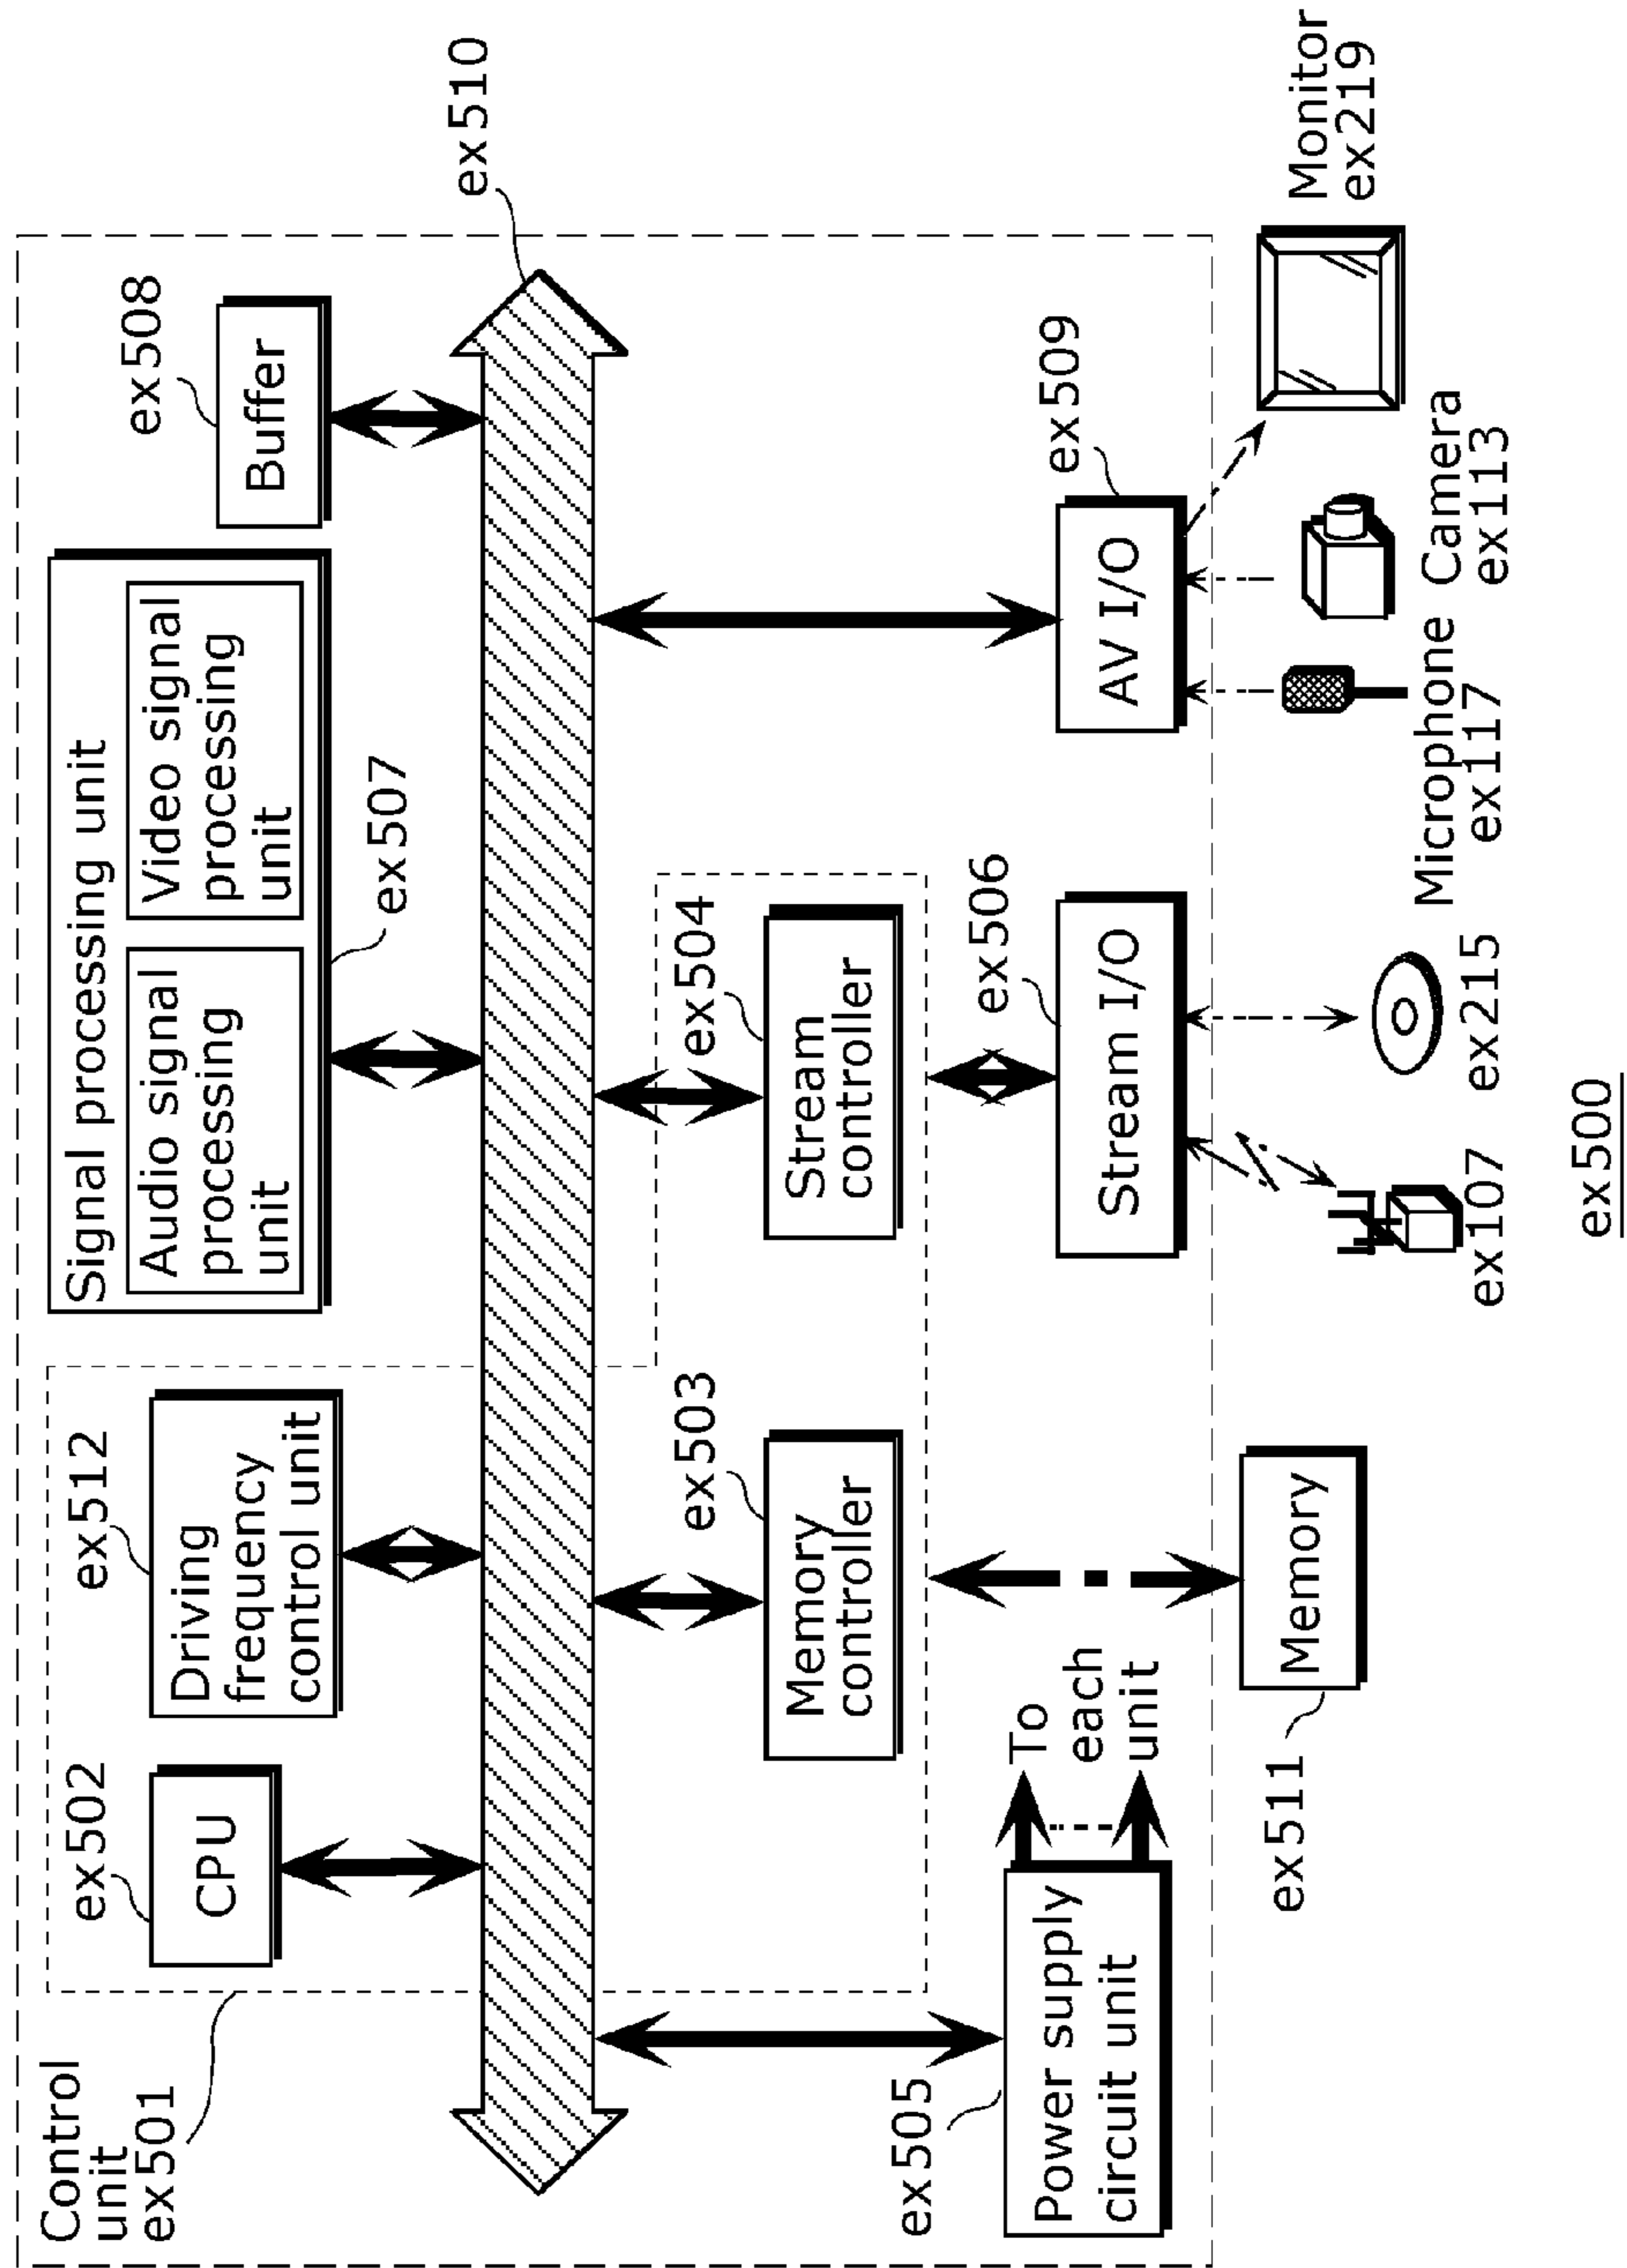 Control
unit
ex501
ex502
CPU
ex512
Driving
frequency
control unit
Signal processing unit
Audio signal
processing
unit
Video signal
processing
unit
ex507
ex508
Buffer
ex510
ex503
Memory
controller
ex504
Stream
controller
ex505
Power supply
circuit unit
To
each
unit
ex506
Stream I/O
ex509
AV I/O
ex511
Memory
ex107
ex215
Microphone
ex117
Camera
ex113
Monitor
ex219
ex500